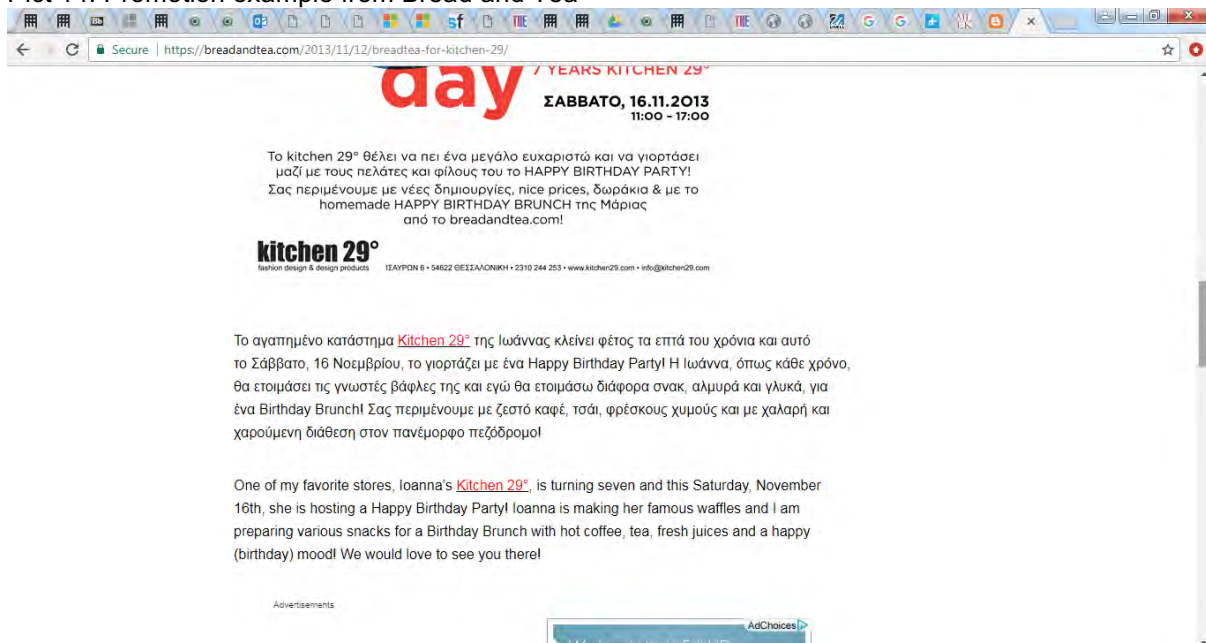 Secure | https://breadandtea.com/2013/11/12/breadtea-for-kitchen-29/
day
7 YEARS KITCHEN 29°
ΣΑΒΒΑΤΟ, 16.11.2013
11:00 - 17:00
Το kitchen 29° θέλει να πει ένα μεγάλο ευχαριστώ και να γιορτάσει
μαζί με τους πελάτες και φίλους του το HAPPY BIRTHDAY PARTY!
Σας περιμένουμε με νέες δημιουργίες, nice prices, δωράκια & με το
homemade HAPPY BIRTHDAY BRUNCH της Μάριας
από το breadandtea.com!
kitchen 29°
fashion design & design products
ΙΣΑΥΡΩΝ 6 • 54622 ΘΕΣΣΑΛΟΝΙΚΗ • 2310 244 253 • www.kitchen29.com • info@kitchen29.com
Το αγαπημένο κατάστημα Kitchen 29° της Ιωάννας κλείνει φέτος τα επτά του χρόνια και αυτό
το Σάββατο, 16 Νοεμβρίου, το γιορτάζει με ένα Happy Birthday Party! Η Ιωάννα, όπως κάθε χρόνο,
θα ετοιμάσει τις γνωστές βάφλες της και εγώ θα ετοιμάσω διάφορα σνακ, αλμυρά και γλυκά, για
ένα Birthday Brunch! Σας περιμένουμε με ζεστό καφέ, τσάι, φρέσκους χυμούς και με χαλαρή και
χαρούμενη διάθεση στον πανέμορφο πεζόδρομο!
One of my favorite stores, Ioanna's Kitchen 29°, is turning seven and this Saturday, November
16th, she is hosting a Happy Birthday Party! Ioanna is making her famous waffles and I am
preparing various snacks for a Birthday Brunch with hot coffee, tea, fresh juices and a happy
(birthday) mood! We would love to see you there!
Advertisements
AdChoices